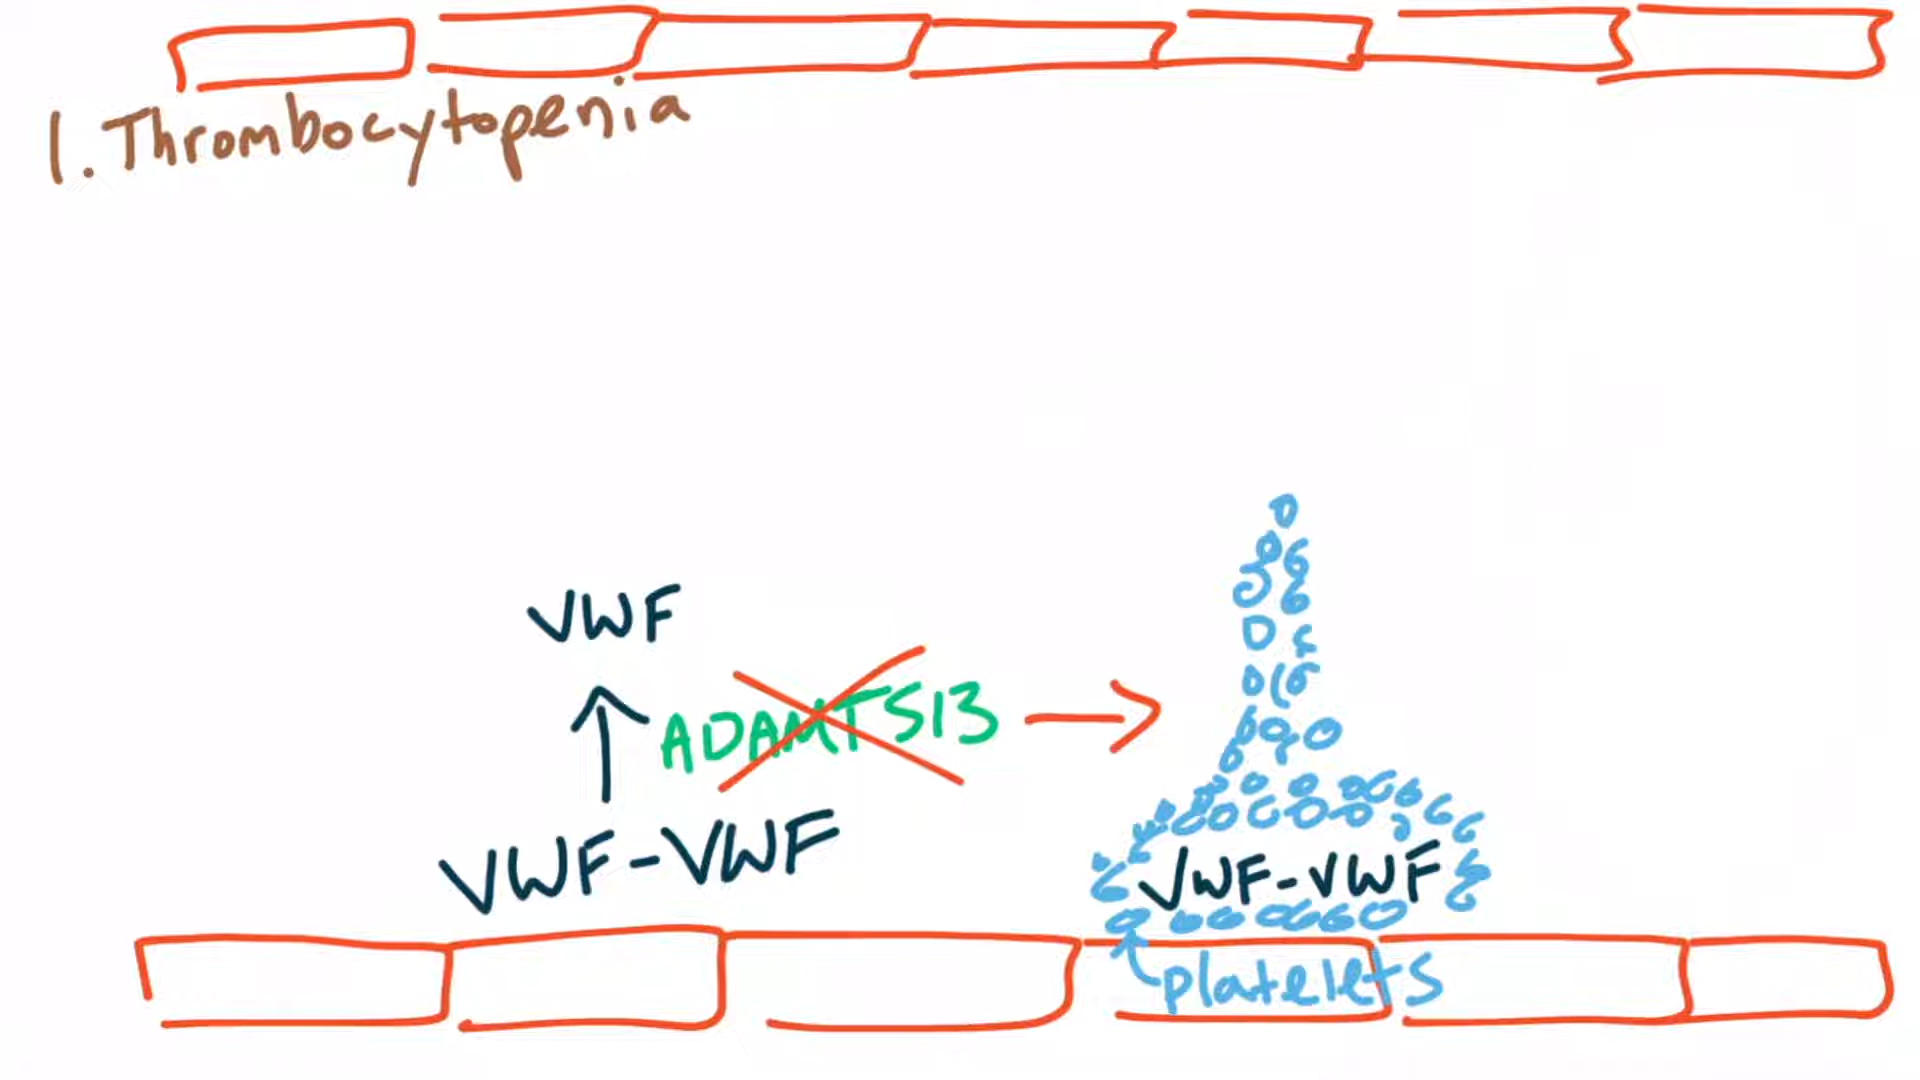 1. Thrombocytopenia
VWF
ADAMTS13
VWF-VWF
VWF-VWF
platelets